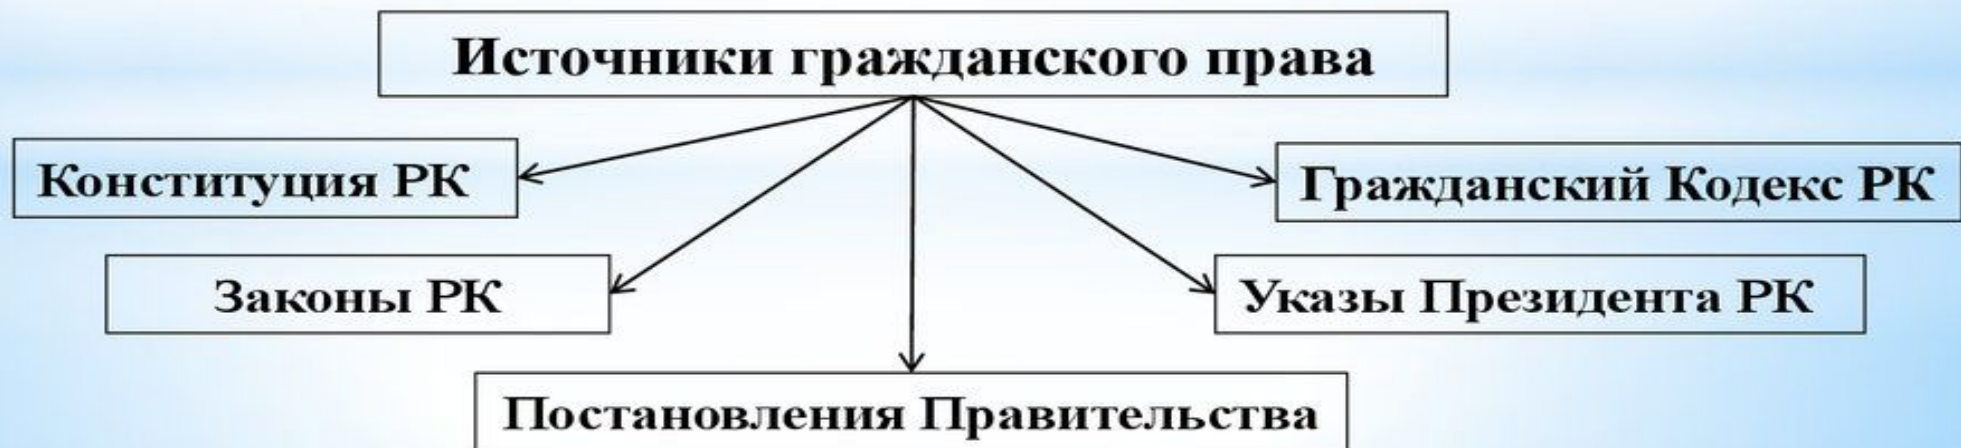 Источники гражданского права
Конституция РК
Гражданский Кодекс РК
Законы РК
Указы Президента РК
Постановления Правительства